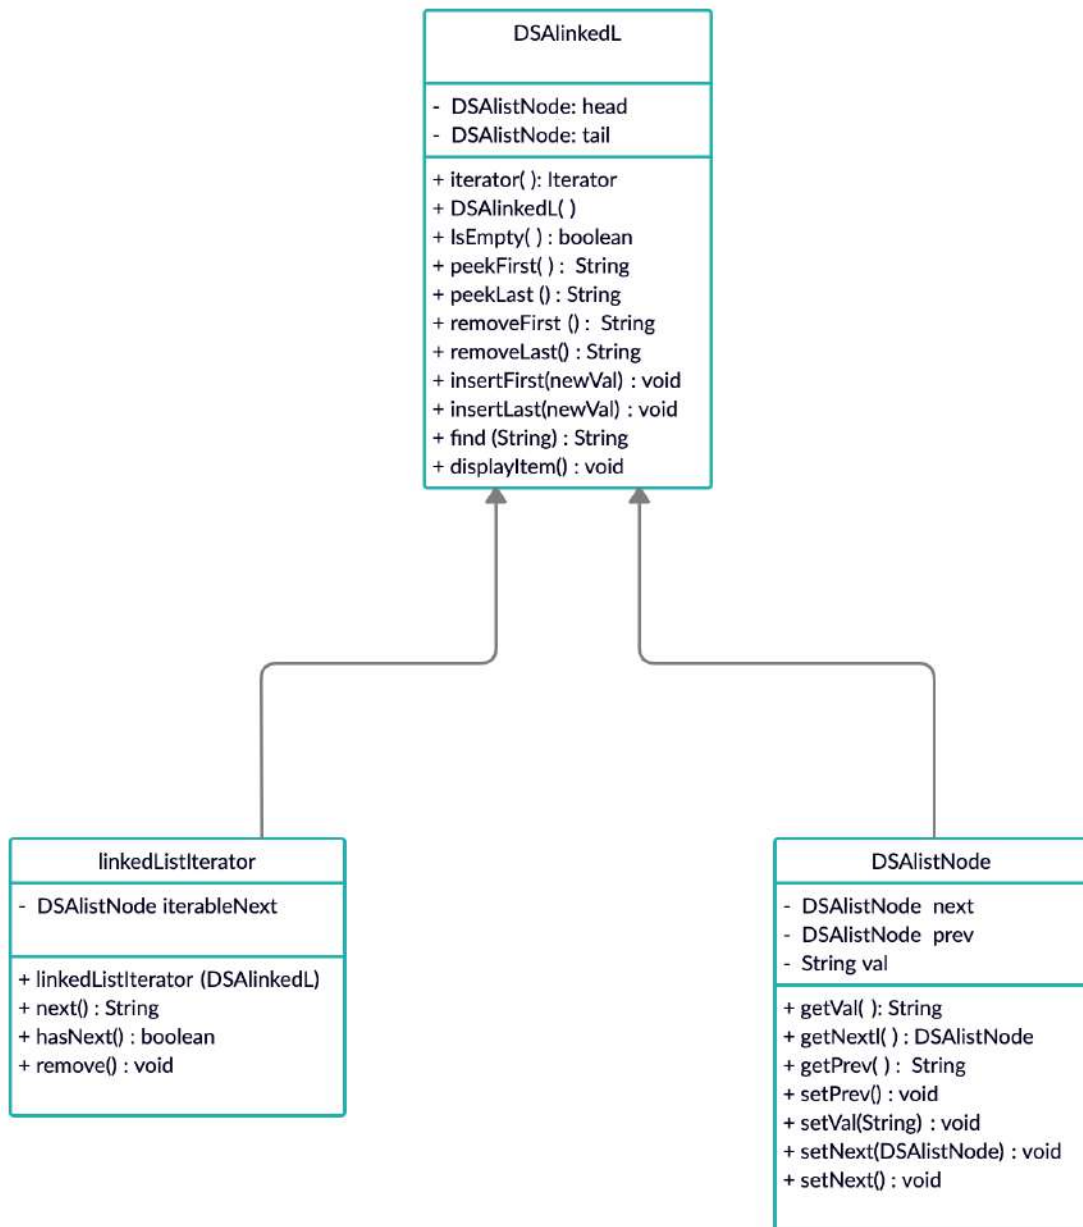 DSAlinkedL
- DSAlistNode: head
- DSAlistNode: tail
+ iterator( ): Iterator
+ DSAlinkedL( )
+ IsEmpty( ) : boolean
+ peekFirst( ) :  String
+ peekLast () : String
+ removeFirst () :  String
+ removeLast() : String
+ insertFirst(newVal) : void
+ insertLast(newVal) : void
+ find (String) : String
+ displayItem() : void
linkedListIterator
- DSAlistNode iterableNext
+ linkedListIterator (DSAlinkedL)
+ next() : String
+ hasNext() : boolean
+ remove() : void
DSAlistNode
- DSAlistNode  next
- DSAlistNode  prev
- String val
+ getVal( ): String
+ getNextl( ) : DSAlistNode
+ getPrev( ) :  String
+ setPrev() : void
+ setVal(String) : void
+ setNext(DSAlistNode) : void
+ setNext() : void